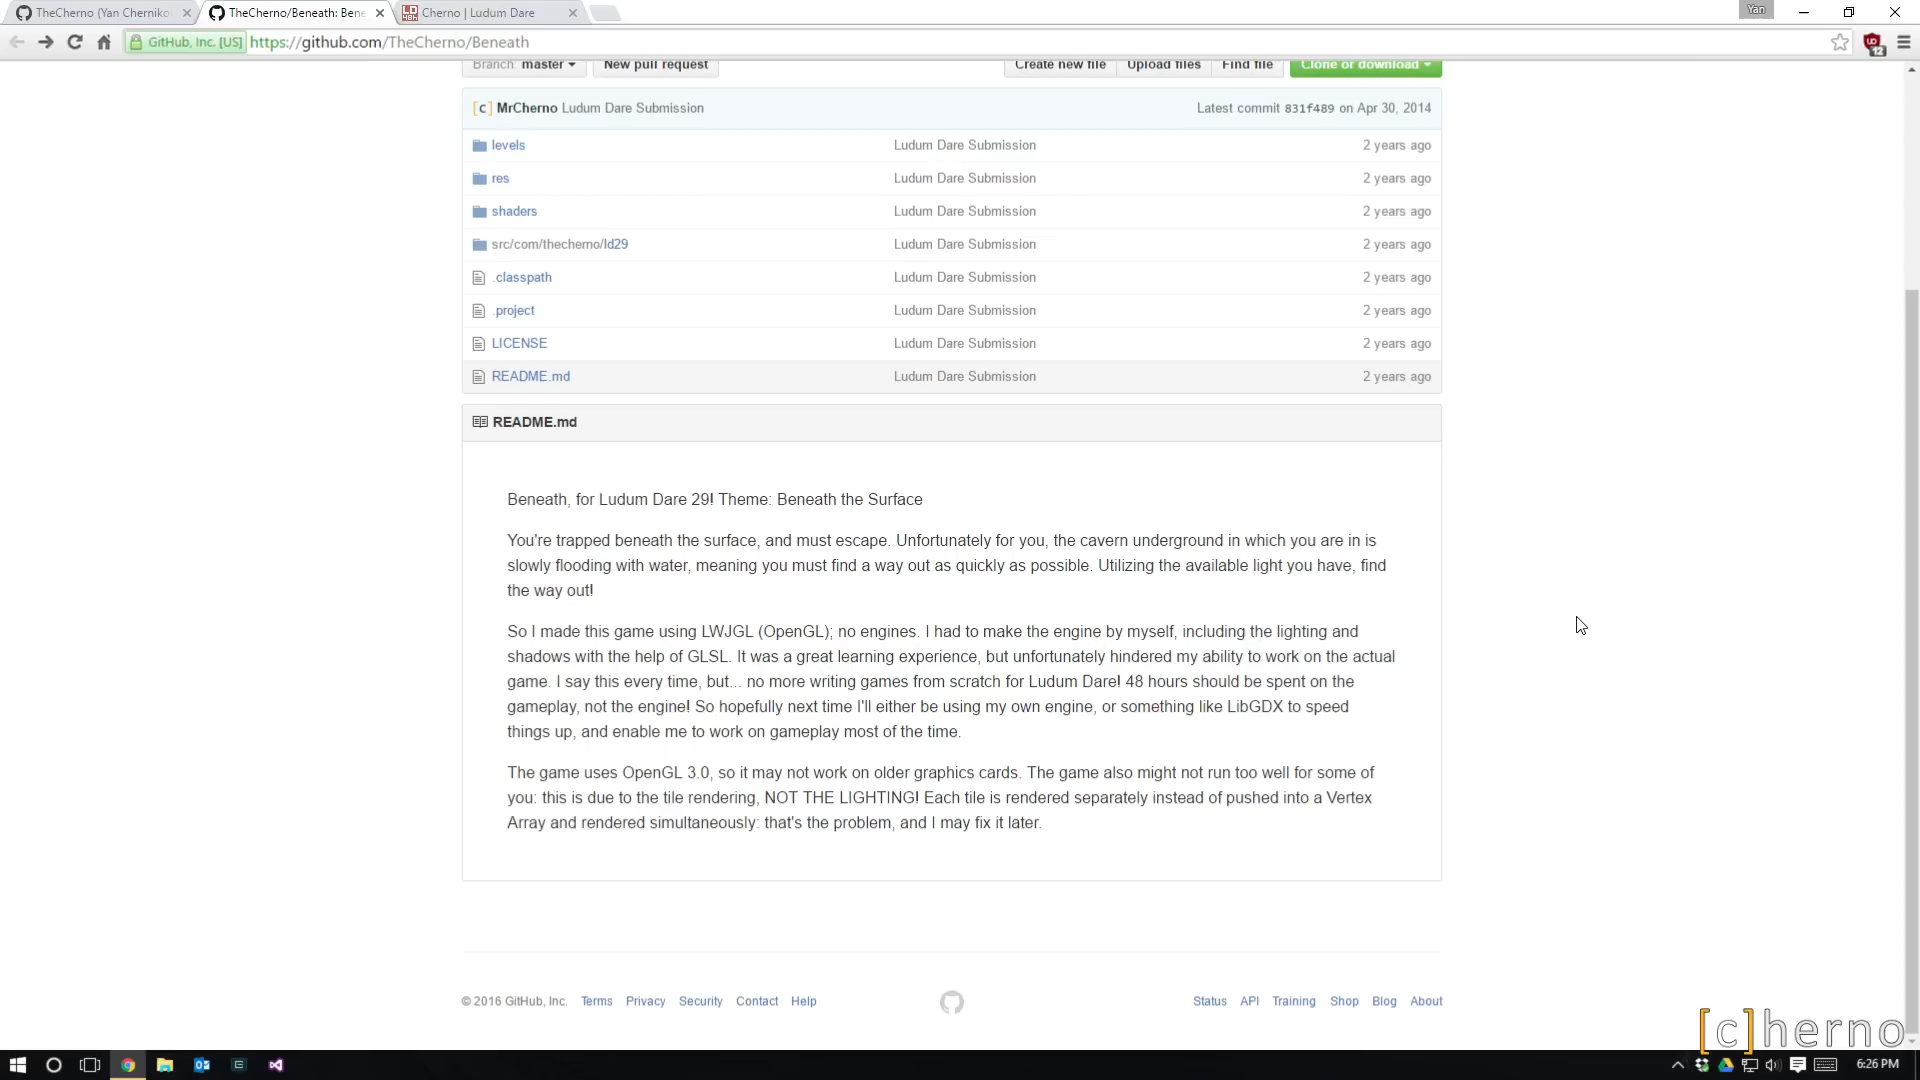 TheCherno (Yan Cherniko
TheCherno/Beneath: Bene
Cherno | Ludum Dare
Yan
GitHub, Inc. [US] https://github.com/TheCherno/Beneath
12
Branch: master
New pull request
Create new file
Upload files
Find file
Clone or download
[c] MrCherno Ludum Dare Submission
Latest commit 831f489 on Apr 30, 2014
levels Ludum Dare Submission 2 years ago
res Ludum Dare Submission 2 years ago
shaders Ludum Dare Submission 2 years ago
src/com/thecherno/ld29 Ludum Dare Submission 2 years ago
.classpath Ludum Dare Submission 2 years ago
.project Ludum Dare Submission 2 years ago
LICENSE Ludum Dare Submission 2 years ago
README.md Ludum Dare Submission 2 years ago
README.md
Beneath, for Ludum Dare 29! Theme: Beneath the Surface
You're trapped beneath the surface, and must escape. Unfortunately for you, the cavern underground in which you are in is
slowly flooding with water, meaning you must find a way out as quickly as possible. Utilizing the available light you have, find
the way out!
So I made this game using LWJGL (OpenGL); no engines. I had to make the engine by myself, including the lighting and
shadows with the help of GLSL. It was a great learning experience, but unfortunately hindered my ability to work on the actual
game. I say this every time, but... no more writing games from scratch for Ludum Dare! 48 hours should be spent on the
gameplay, not the engine! So hopefully next time I'll either be using my own engine, or something like LibGDX to speed
things up, and enable me to work on gameplay most of the time.
The game uses OpenGL 3.0, so it may not work on older graphics cards. The game also might not run too well for some of
you: this is due to the tile rendering, NOT THE LIGHTING! Each tile is rendered separately instead of pushed into a Vertex
Array and rendered simultaneously: that's the problem, and I may fix it later.
© 2016 GitHub, Inc. Terms Privacy Security Contact Help
Status API Training Shop Blog About
[c]herno
6:26 PM